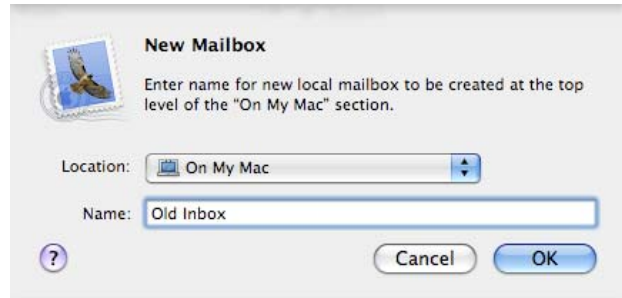 New Mailbox
Enter name for new local mailbox to be created at the top
level of the “On My Mac” section.
Location: On My Mac
Name: Old Inbox
? Cancel OK